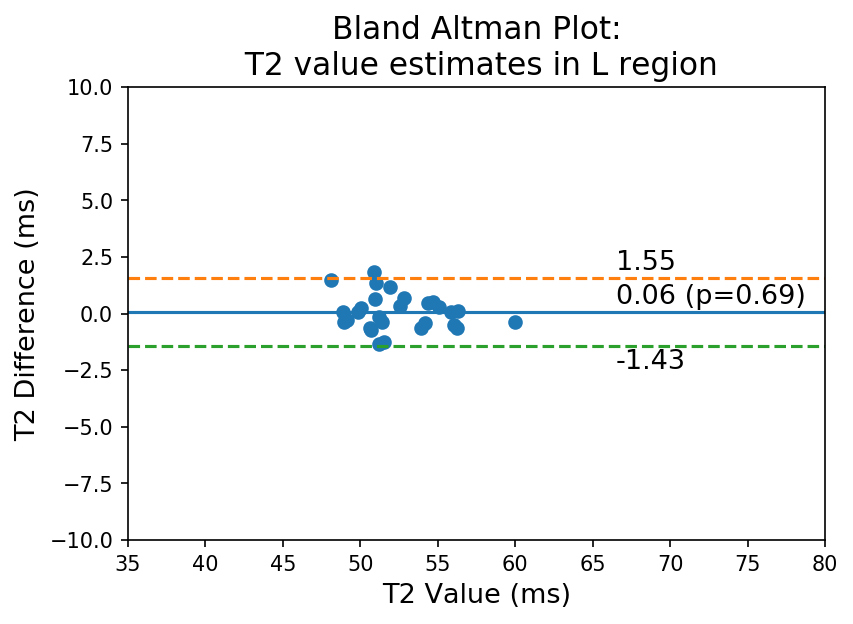 Bland Altman Plot:
T2 value estimates in L region
10.0
7.5
5.0
2.5
0.0
−2.5
−5.0
−7.5
−10.0
T2 Difference (ms)
1.55
0.06 (p=0.69)
-1.43
35 40 45 50 55 60 65 70 75 80
T2 Value (ms)